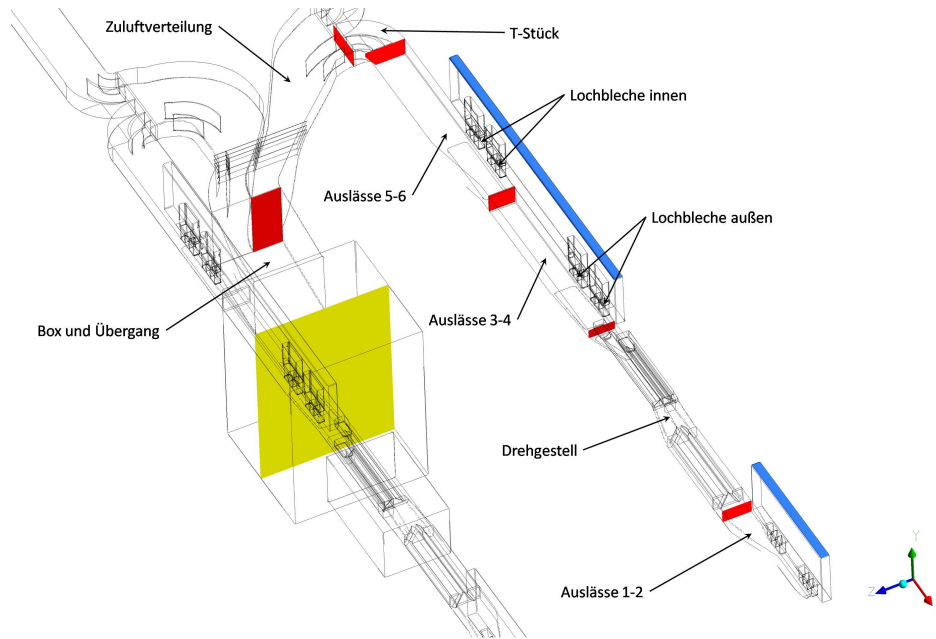 Zuluftverteilung
T-Stück
Lochbleche innen
Auslässe 5-6
Lochbleche außen
Box und Übergang
Auslässe 3-4
Drehgestell
Auslässe 1-2
Y
Z